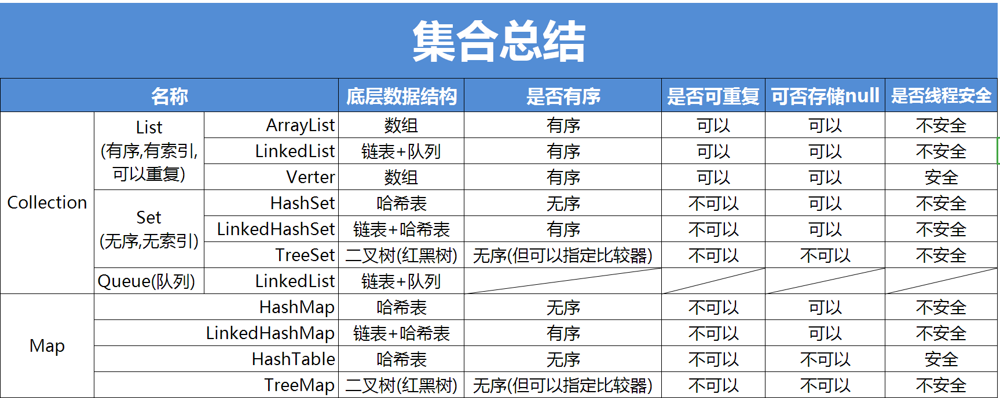 集合总结
名称 底层数据结构 是否有序 是否可重复 可否存储null 是否线程安全
Collection
List
(有序,有索引,
可以重复)
ArrayList 数组 有序 可以 可以 不安全
LinkedList 链表+队列 有序 可以 可以 不安全
Verter 数组 有序 可以 可以 安全
Set
(无序,无索引)
HashSet 哈希表 无序 不可以 可以 不安全
LinkedHashSet 链表+哈希表 有序 不可以 可以 不安全
TreeSet 二叉树(红黑树) 无序(但可以指定比较器) 不可以 不可以 不安全
Queue(队列) LinkedList 链表+队列
Map
HashMap 哈希表 无序 不可以 可以 不安全
LinkedHashMap 链表+哈希表 有序 不可以 可以 不安全
HashTable 哈希表 无序 不可以 不可以 安全
TreeMap 二叉树(红黑树) 无序(但可以指定比较器) 不可以 不可以 不安全